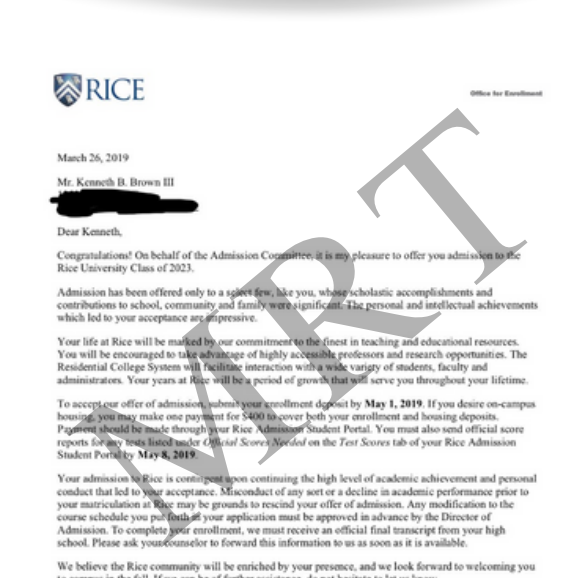 RICE
Office for Enrollment
March 26, 2019
Mr. Kenneth B. Brown III
Dear Kenneth,
Congratulations! On behalf of the Admission Committee, it is my pleasure to offer you admission to the
Rice University Class of 2023.
Admission has been offered only to a select few, like you, whose scholastic accomplishments and
contributions to school, community and family were significant. The personal and intellectual achievements
which led to your acceptance are impressive.
Your life at Rice will be marked by our commitment to the finest in teaching and educational resources.
You will be encouraged to take advantage of highly accessible professors and research opportunities. The
Residential College System will facilitate interaction with a wide variety of students, faculty and
administrators. Your years at Rice will be a period of growth that will serve you throughout your lifetime.
To accept our offer of admission, submit your enrollment deposit by May 1, 2019. If you desire on-campus
housing, you may make one payment for $400 to cover both your enrollment and housing deposits.
Payment should be made through your Rice Admission Student Portal. You must also send official score
reports for any tests listed under Official Scores Needed on the Test Scores tab of your Rice Admission
Student Portal by May 8, 2019.
Your admission to Rice is contingent upon continuing the high level of academic achievement and personal
conduct that led to your acceptance. Misconduct of any sort or a decline in academic performance prior to
your matriculation at Rice may be grounds to rescind your offer of admission. Any modification to the
course schedule you put forth in your application must be approved in advance by the Director of
Admission. To complete your enrollment, we must receive an official final transcript from your high
school. Please ask your counselor to forward this information to us as soon as it is available.
We believe the Rice community will be enriched by your presence, and we look forward to welcoming you
MRT